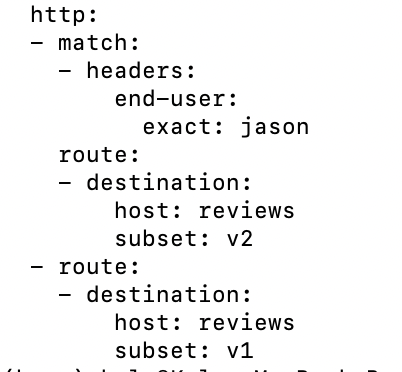 http:
- match:
- headers:
end-user:
exact: jason
route:
- destination:
host: reviews
subset: v2
- route:
- destination:
host: reviews
subset: v1